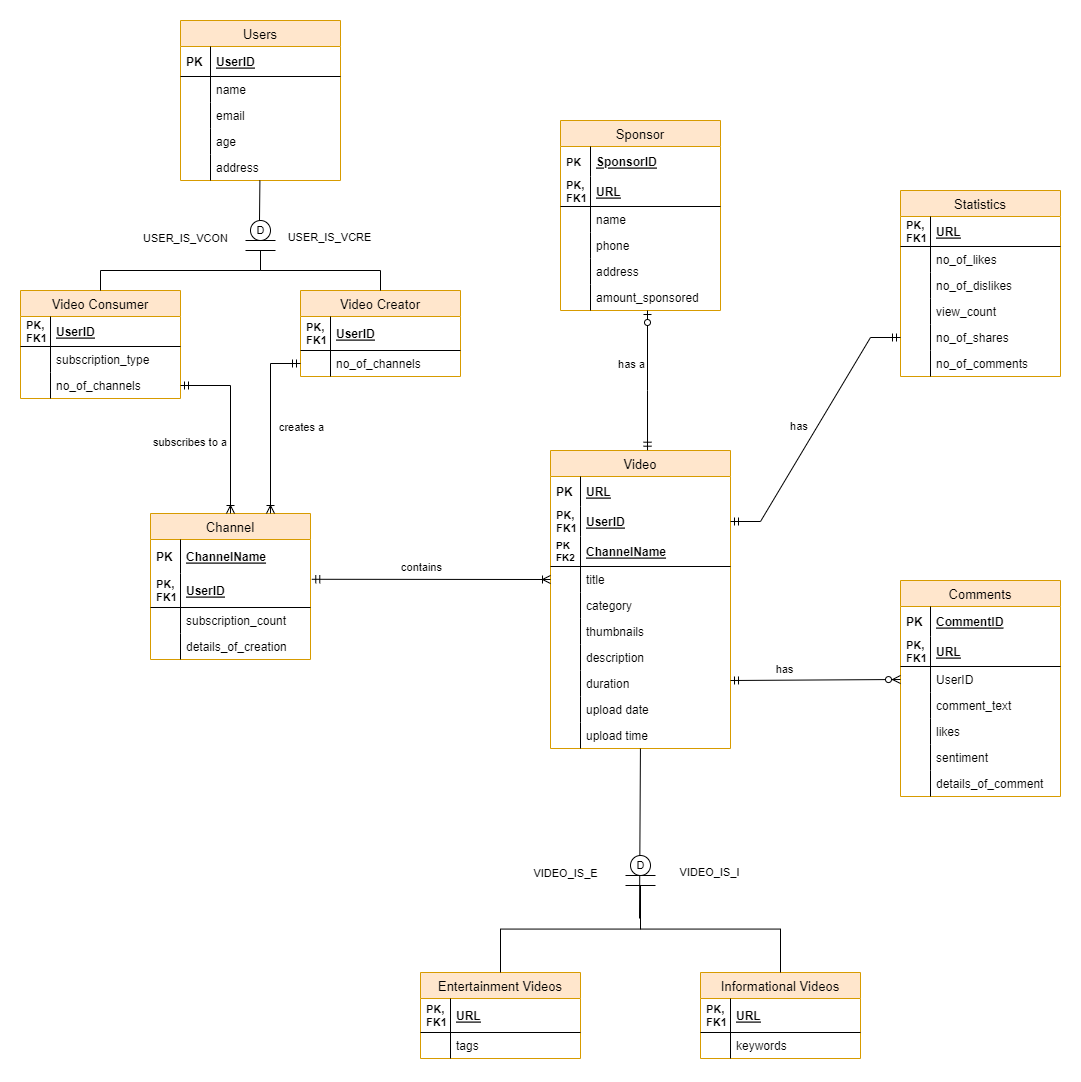 Users
PK UserID
name
email
age
address
D
USER_IS_VCON
USER_IS_VCRE
Video Consumer
PK,
FK1
UserID
subscription_type
no_of_channels
Video Creator
PK,
FK1
UserID
no_of_channels
subscribes to a
creates a
Channel
PK ChannelName
PK,
FK1
UserID
subscription_count
details_of_creation
contains
Sponsor
PK SponsorID
PK,
FK1
URL
name
phone
address
amount_sponsored
has a
Statistics
PK,
FK1
URL
no_of_likes
no_of_dislikes
view_count
no_of_shares
no_of_comments
has
Video
PK URL
PK,
FK1
UserID
PK
FK2
ChannelName
title
category
thumbnails
description
duration
upload date
upload time
has
Comments
PK CommentID
PK,
FK1
URL
UserID
comment_text
likes
sentiment
details_of_comment
D
VIDEO_IS_E
VIDEO_IS_I
Entertainment Videos
PK,
FK1
URL
tags
Informational Videos
PK,
FK1
URL
keywords